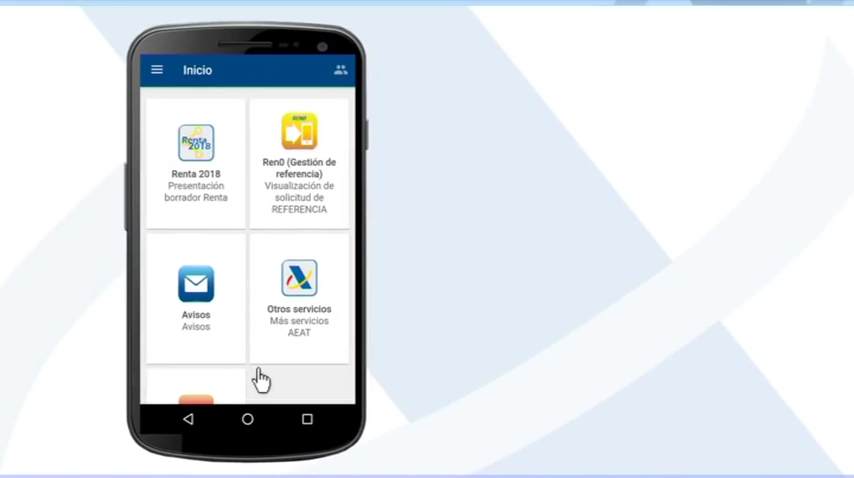 Inicio
Renta
2018
Renta 2018
Presentación
borrador Renta
REN0
Ren0 (Gestión de
referencia)
Visualización de
solicitud de
REFERENCIA
Avisos
Avisos
Otros servicios
Más servicios
AEAT